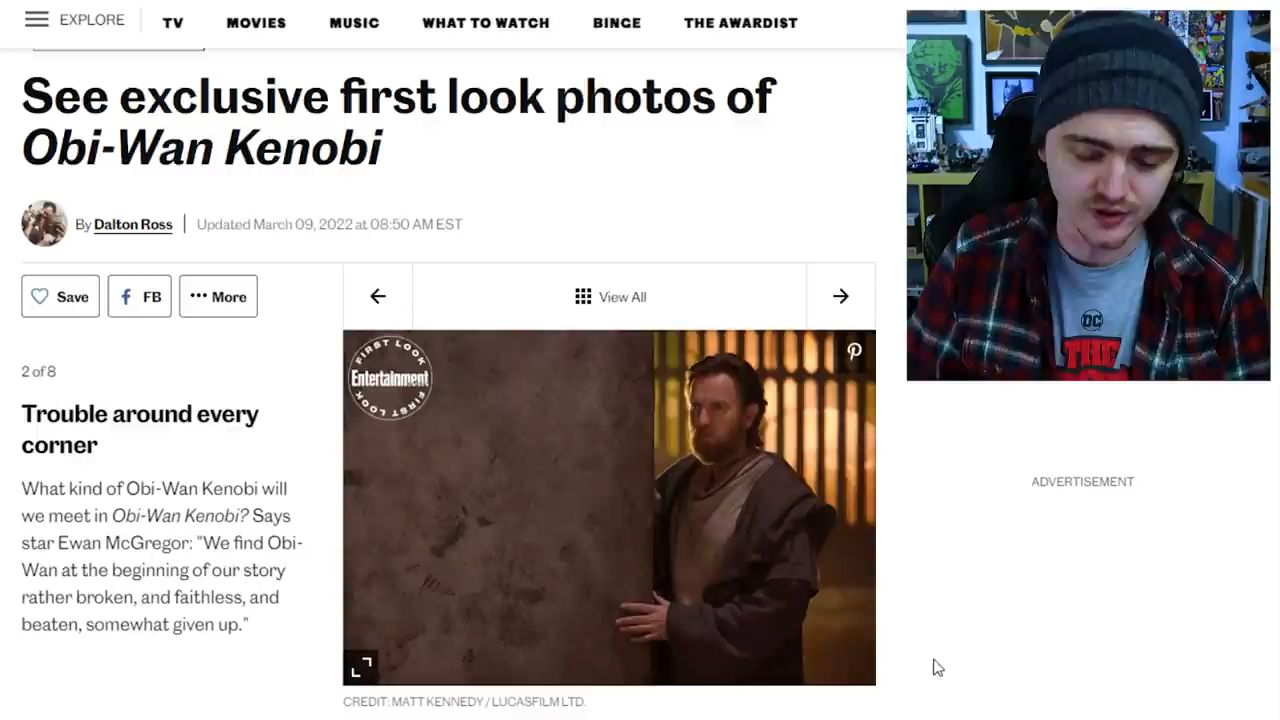 EXPLORE
TV
MOVIES
MUSIC
WHAT TO WATCH
BINGE
THE AWARDIST
See exclusive first look photos of
Obi-Wan Kenobi
By Dalton Ross
Updated March 09, 2022 at 08:50 AM EST
Save
FB
••• More
View All
2 of 8
Trouble around every
corner
What kind of Obi-Wan Kenobi will
we meet in Obi-Wan Kenobi? Says
star Ewan McGregor: "We find Obi-
Wan at the beginning of our story
rather broken, and faithless, and
beaten, somewhat given up."
FIRST LOOK
Entertainment
FIRST LOOK
CREDIT: MATT KENNEDY / LUCASFILM LTD.
DC
THE
ADVERTISEMENT